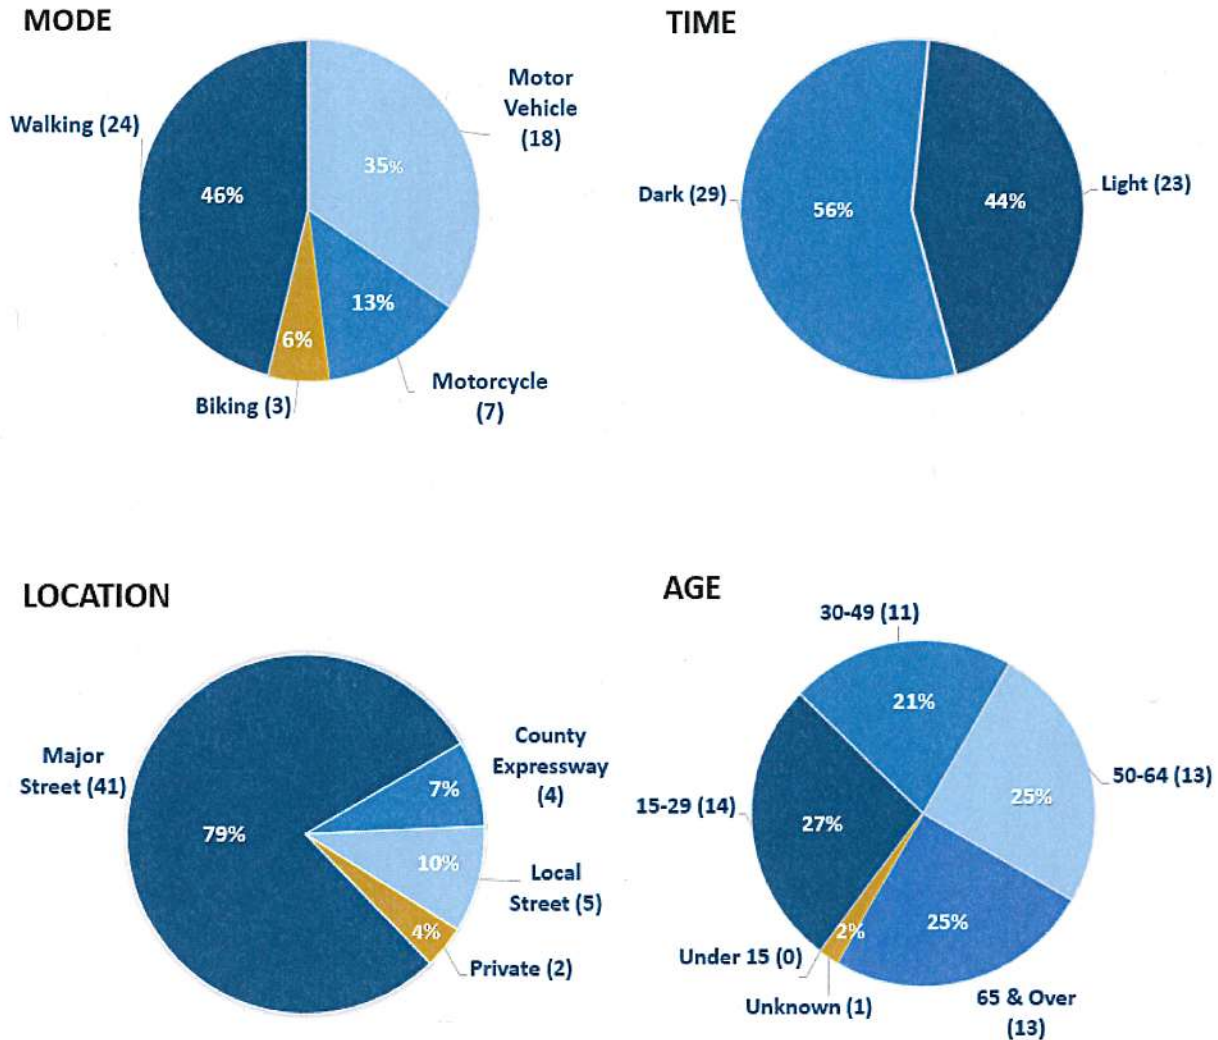 MODE
Walking (24)
46%
35%
Motor
Vehicle
(18)
13%
Motorcycle
(7)
6%
Biking (3)
TIME
Dark (29)
56%
44%
Light (23)
LOCATION
Major
Street (41)
79%
County
Expressway
(4)
7%
10%
Local
Street (5)
4%
Private (2)
AGE
30-49 (11)
21%
50-64 (13)
25%
15-29 (14)
27%
25%
65 & Over
(13)
2%
Under 15 (0)
Unknown (1)